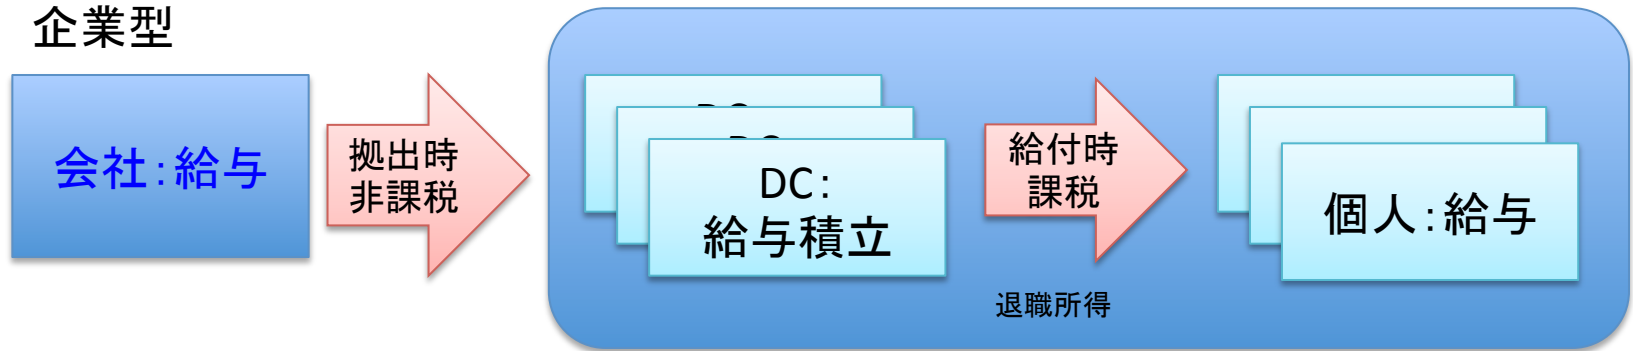 企業型
会社：給与
拠出時
非課税
DC：
給与積立
給付時
課税
個人：給与
退職所得